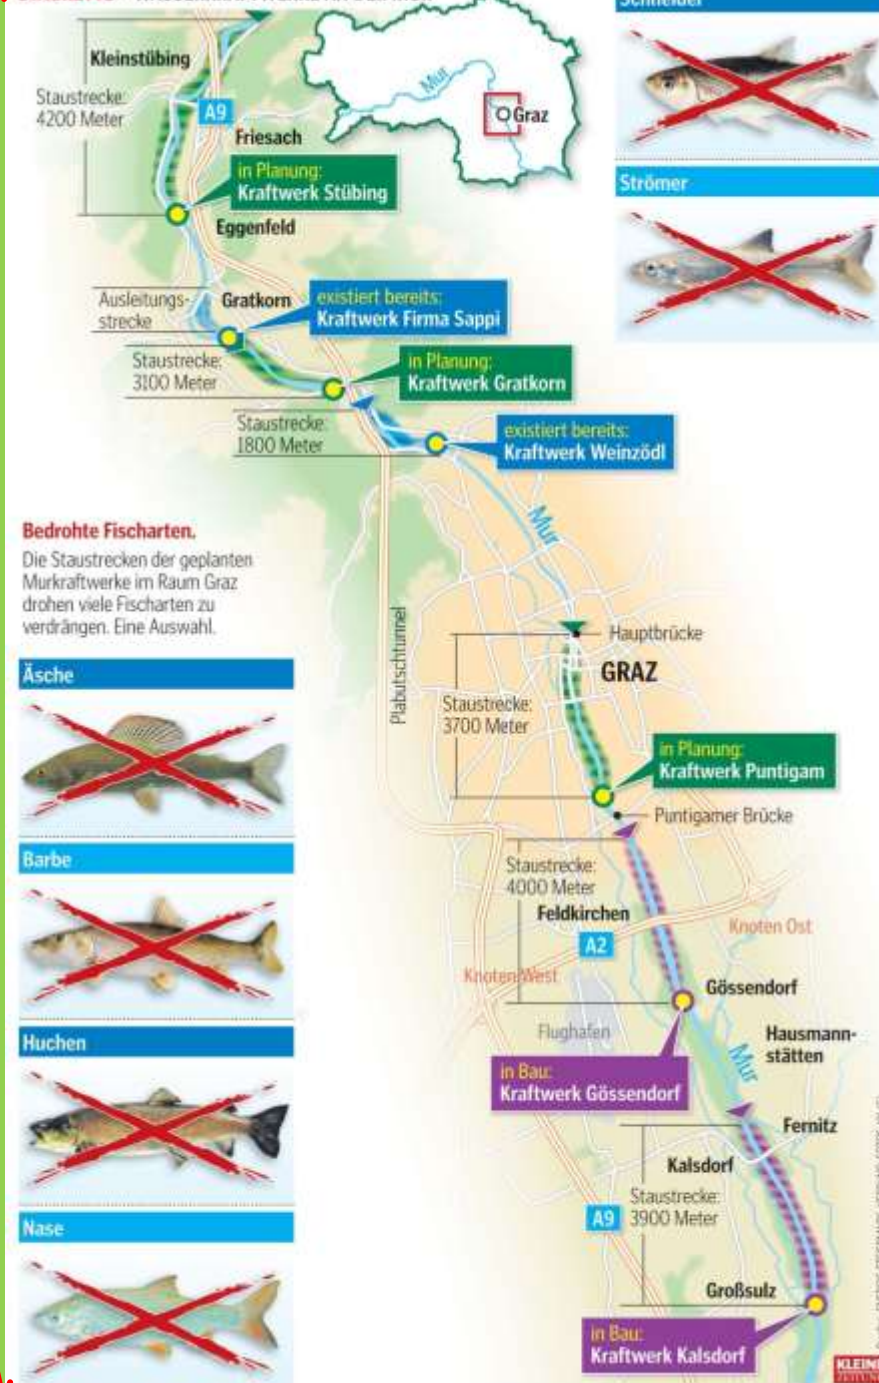 Schneider
Kleinstübing
Staustrecke:
4200 Meter
A9
Friesach
Mur
Graz
in Planung:
Kraftwerk Stübing
Eggenfeld
Strömer
Ausleitungs-
strecke
Gratkorn
existiert bereits:
Kraftwerk Firma Sappi
Staustrecke:
3100 Meter
in Planung:
Kraftwerk Gratkorn
Staustrecke:
1800 Meter
existiert bereits:
Kraftwerk Weinzödl
Mur
Bedrohte Fischarten.
Die Staustrecken der geplanten
Murkraftwerke im Raum Graz
drohen viele Fischarten zu
verdrängen. Eine Auswahl.
Plabutschtunnel
Hauptbrücke
GRAZ
Staustrecke:
3700 Meter
in Planung:
Kraftwerk Puntigam
Puntigamer Brücke
Äsche
Barbe
Huchen
Nase
Staustrecke:
4000 Meter
Feldkirchen
A2
Knoten Ost
Knoten West
Gössendorf
Flughafen
Hausmann-
stätten
Mur
in Bau:
Kraftwerk Gössendorf
Fernitz
Kalsdorf
Staustrecke:
3900 Meter
A9
Großsulz
in Bau:
Kraftwerk Kalsdorf
KLEINE
ZEITUNG